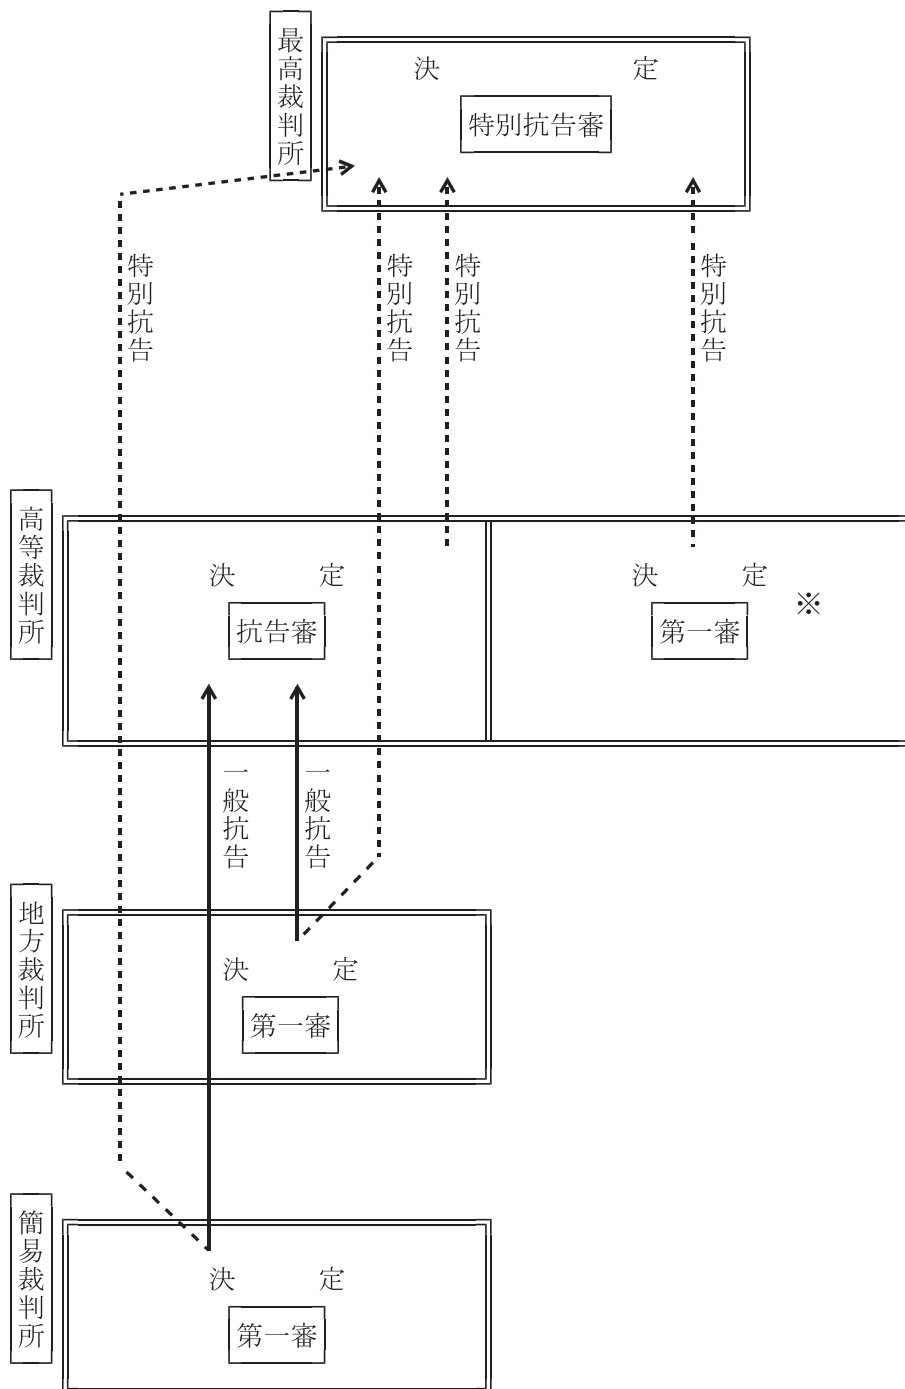 最高裁判所
決定
特別抗告審
特別抗告
特別抗告
特別抗告
特別抗告
高等裁判所
決定
抗告審
決定
第一審
※
一般抗告
一般抗告
地方裁判所
決定
第一審
簡易裁判所
決定
第一審